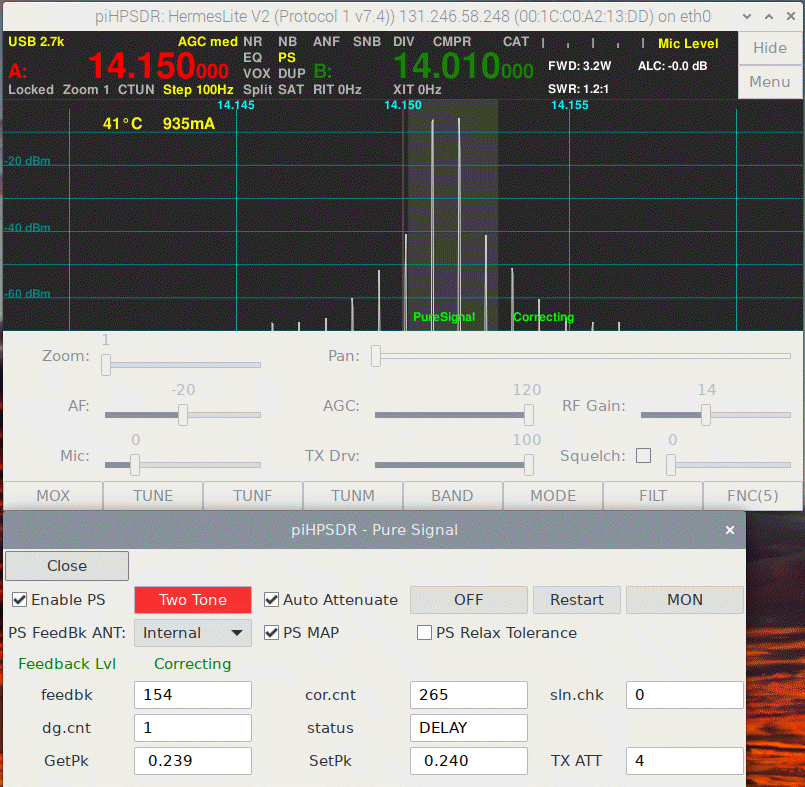 piHPSDR: HermesLite V2 (Protocol 1 v7.4)) 131.246.58.248 (00:1C:C0:A2:13:DD) on eth0
USB 2.7k AGC med NR NB ANF SNB DIV CMPR CAT Mic Level Hide
A: 14.150000 EQ PS B: 14.010000 FWD: 3.2W ALC: -0.0 dB
VOX DUP
Locked Zoom 1 CTUN Step 100Hz Split SAT RIT 0Hz XIT 0Hz SWR: 1.2:1 Menu
14.145 14.150 14.155
41°C 935mA
-20 dBm
-40 dBm
-60 dBm
PureSignal Correcting
1
Zoom: Pan:
-20 120 14
AF: AGC: RF Gain:
0 100 0
Mic: TX Drv: Squelch:
MOX TUNE TUNF TUNM BAND MODE FILT FNC(5)
piHPSDR - Pure Signal ×
Close
Enable PS Two Tone Auto Attenuate OFF Restart MON
PS FeedBk ANT: Internal PS MAP PS Relax Tolerance
Feedback Lvl Correcting
feedbk 154 cor.cnt 265 sln.chk 0
dg.cnt 1 status DELAY
GetPk 0.239 SetPk 0.240 TX ATT 4